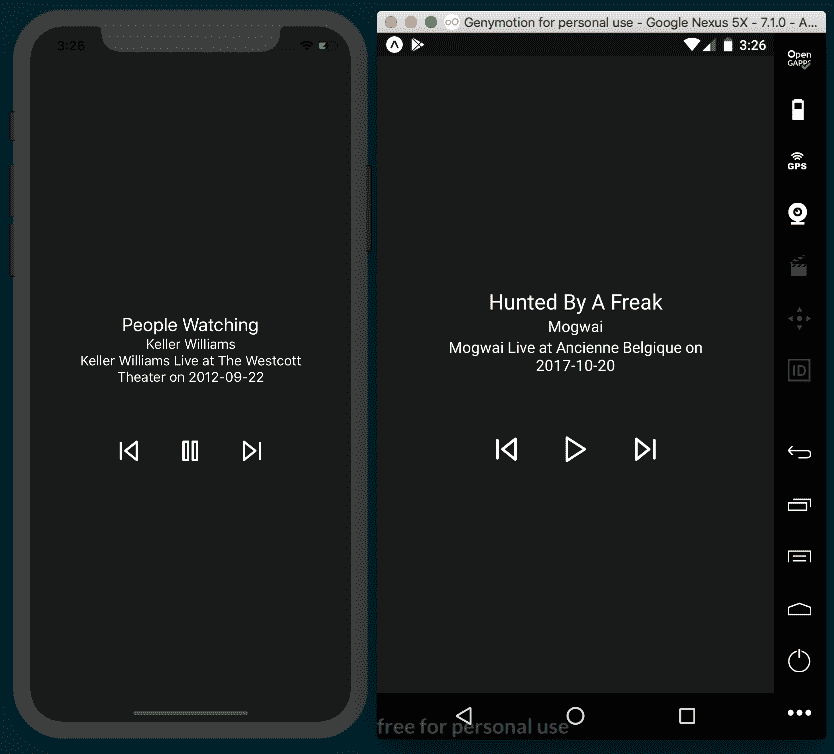 3:26
People Watching
Keller Williams
Keller Williams Live at The Westcott
Theater on 2012-09-22
Genymotion for personal use - Google Nexus 5X - 7.1.0 - A...
3:26
Hunted By A Freak
Mogwai
Mogwai Live at Ancienne Belgique on
2017-10-20
Open
GAPPS
GPS
ID
free for personal use